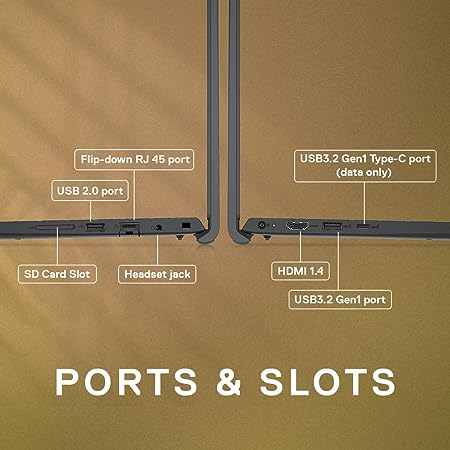 Flip-down RJ 45 port
USB 2.0 port
SD Card Slot
Headset jack
USB3.2 Gen1 Type-C port
(data only)
HDMI 1.4
USB3.2 Gen1 port
PORTS & SLOTS